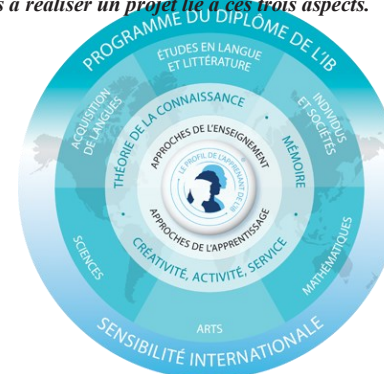 s à réaliser un projet lié à ces trois aspects.
PROGRAMME DU DIPLÔME DE L'IB
ÉTUDES EN LANGUE
ET LITTÉRATURE
ACQUISITION
DE LANGUES
INDIVIDUS
ET SOCIÉTÉS
THÉORIE DE LA CONNAISSANCE
MÉMOIRE
APPROCHES DE L'ENSEIGNEMENT
LE PROFIL DE L'APPRENANT DE L'IB
APPROCHES DE L'APPRENTISSAGE
CRÉATIVITÉ, ACTIVITÉ, SERVICE
SCIENCES
MATHÉMATIQUES
ARTS
SENSIBILITÉ INTERNATIONALE